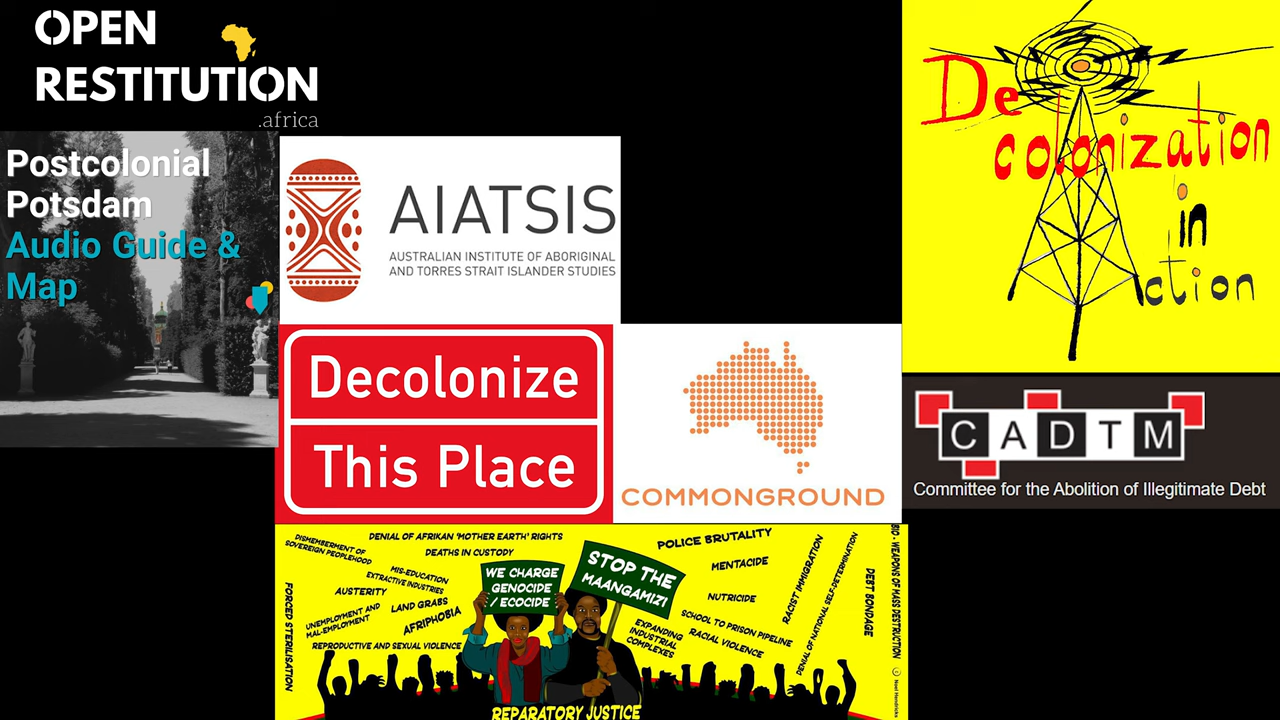 OPEN
RESTITUTION
.africa
Postcolonial
Potsdam
Audio Guide &
Map
AIATSIS
AUSTRALIAN INSTITUTE OF ABORIGINAL
AND TORRES STRAIT ISLANDER STUDIES
Decolonize
This Place
COMMONGROUND
De
colonization
in
Action
CADTM
Committee for the Abolition of Illegitimate Debt
DISMEMBERMENT OF
SOVEREIGN PEOPLEHOOD
DENIAL OF AFRIKAN 'MOTHER EARTH' RIGHTS
DEATHS IN CUSTODY
MIS-EDUCATION
EXTRACTIVE INDUSTRIES
AUSTERITY
LAND GRABS
UNEMPLOYMENT AND
MAL-EMPLOYMENT
AFRIPHOBIA
REPRODUCTIVE AND SEXUAL VIOLENCE
FORCED STERILISATION
WE CHARGE
GENOCIDE
/ ECOCIDE
STOP THE
MAANGAMIZI
POLICE BRUTALITY
MENTACIDE
NUTRICIDE
SCHOOL TO PRISON PIPELINE
RACIAL VIOLENCE
EXPANDING
INDUSTRIAL
COMPLEXES
RACIST IMMIGRATION
DENIAL OF NATIONAL SELF-DETERMINATION
DEBT BONDAGE
BIO - WEAPONS OF MASS DESTRUCTION
© Noel Hendricks
REPARATORY JUSTICE